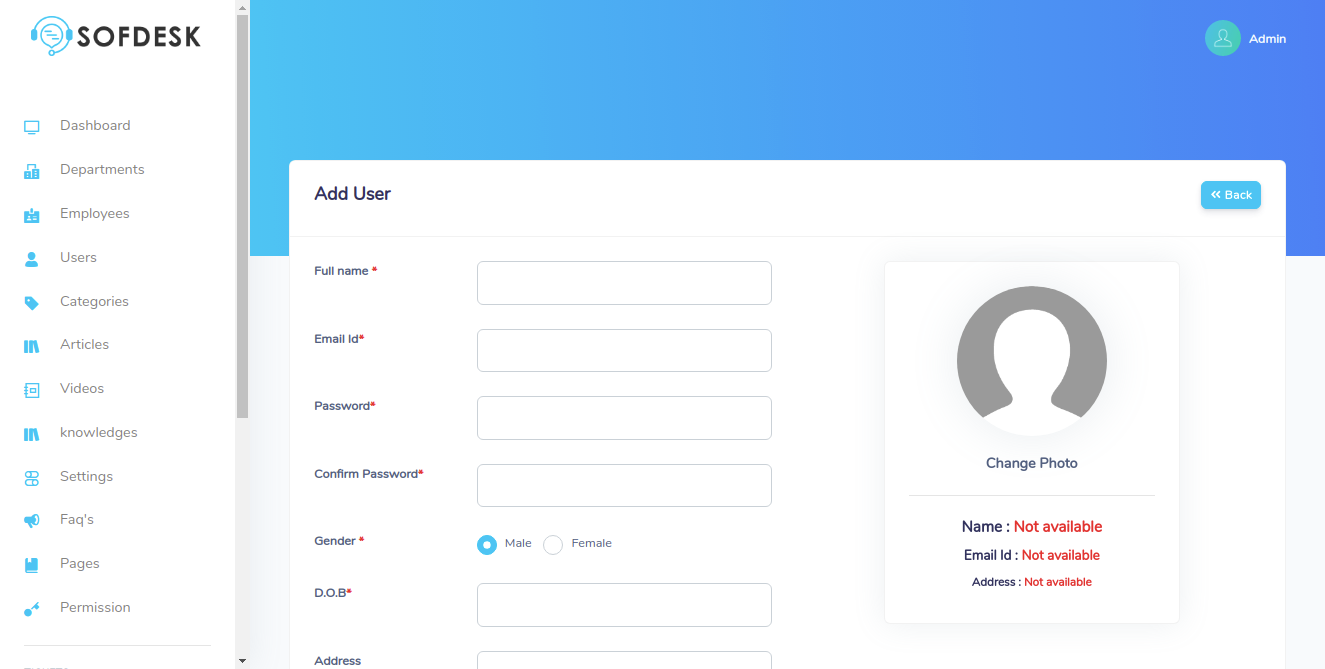 SOFDESK
Admin
Dashboard
Departments
Employees
Users
Categories
Articles
Videos
knowledges
Settings
Faq's
Pages
Permission
Add User
Back
Full name *
Email Id*
Password*
Confirm Password*
Gender *
Male
Female
D.O.B*
Address
Change Photo
Name : Not available
Email Id : Not available
Address : Not available